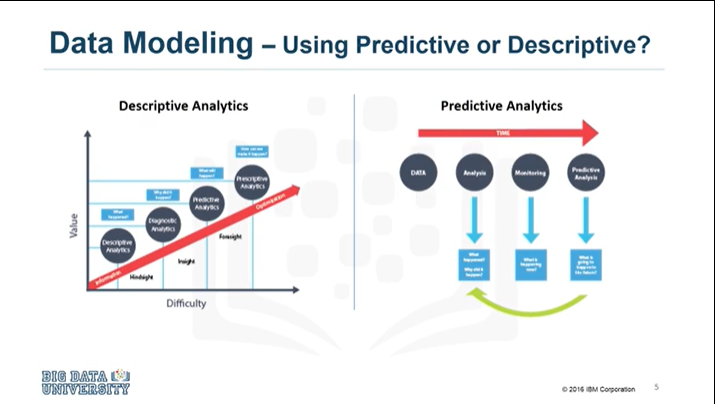 Data Modeling – Using Predictive or Descriptive?
Descriptive Analytics
Value
How can we
make it happen?
What will
happen?
Why did it
happen?
What
happened?
Prescriptive
Analytics
Predictive
Analytics
Diagnostic
Analytics
Descriptive
Analytics
Information
Optimization
Hindsight
Insight
Foresight
Difficulty
Predictive Analytics
TIME
DATA
Analysis
Monitoring
Predictive
Analysis
What
happened?
Why did it
happen?
What is
happening
now?
What is
going to
happen in
the future?
BIG DATA
UNIVERSITY
© 2016 IBM Corporation
5